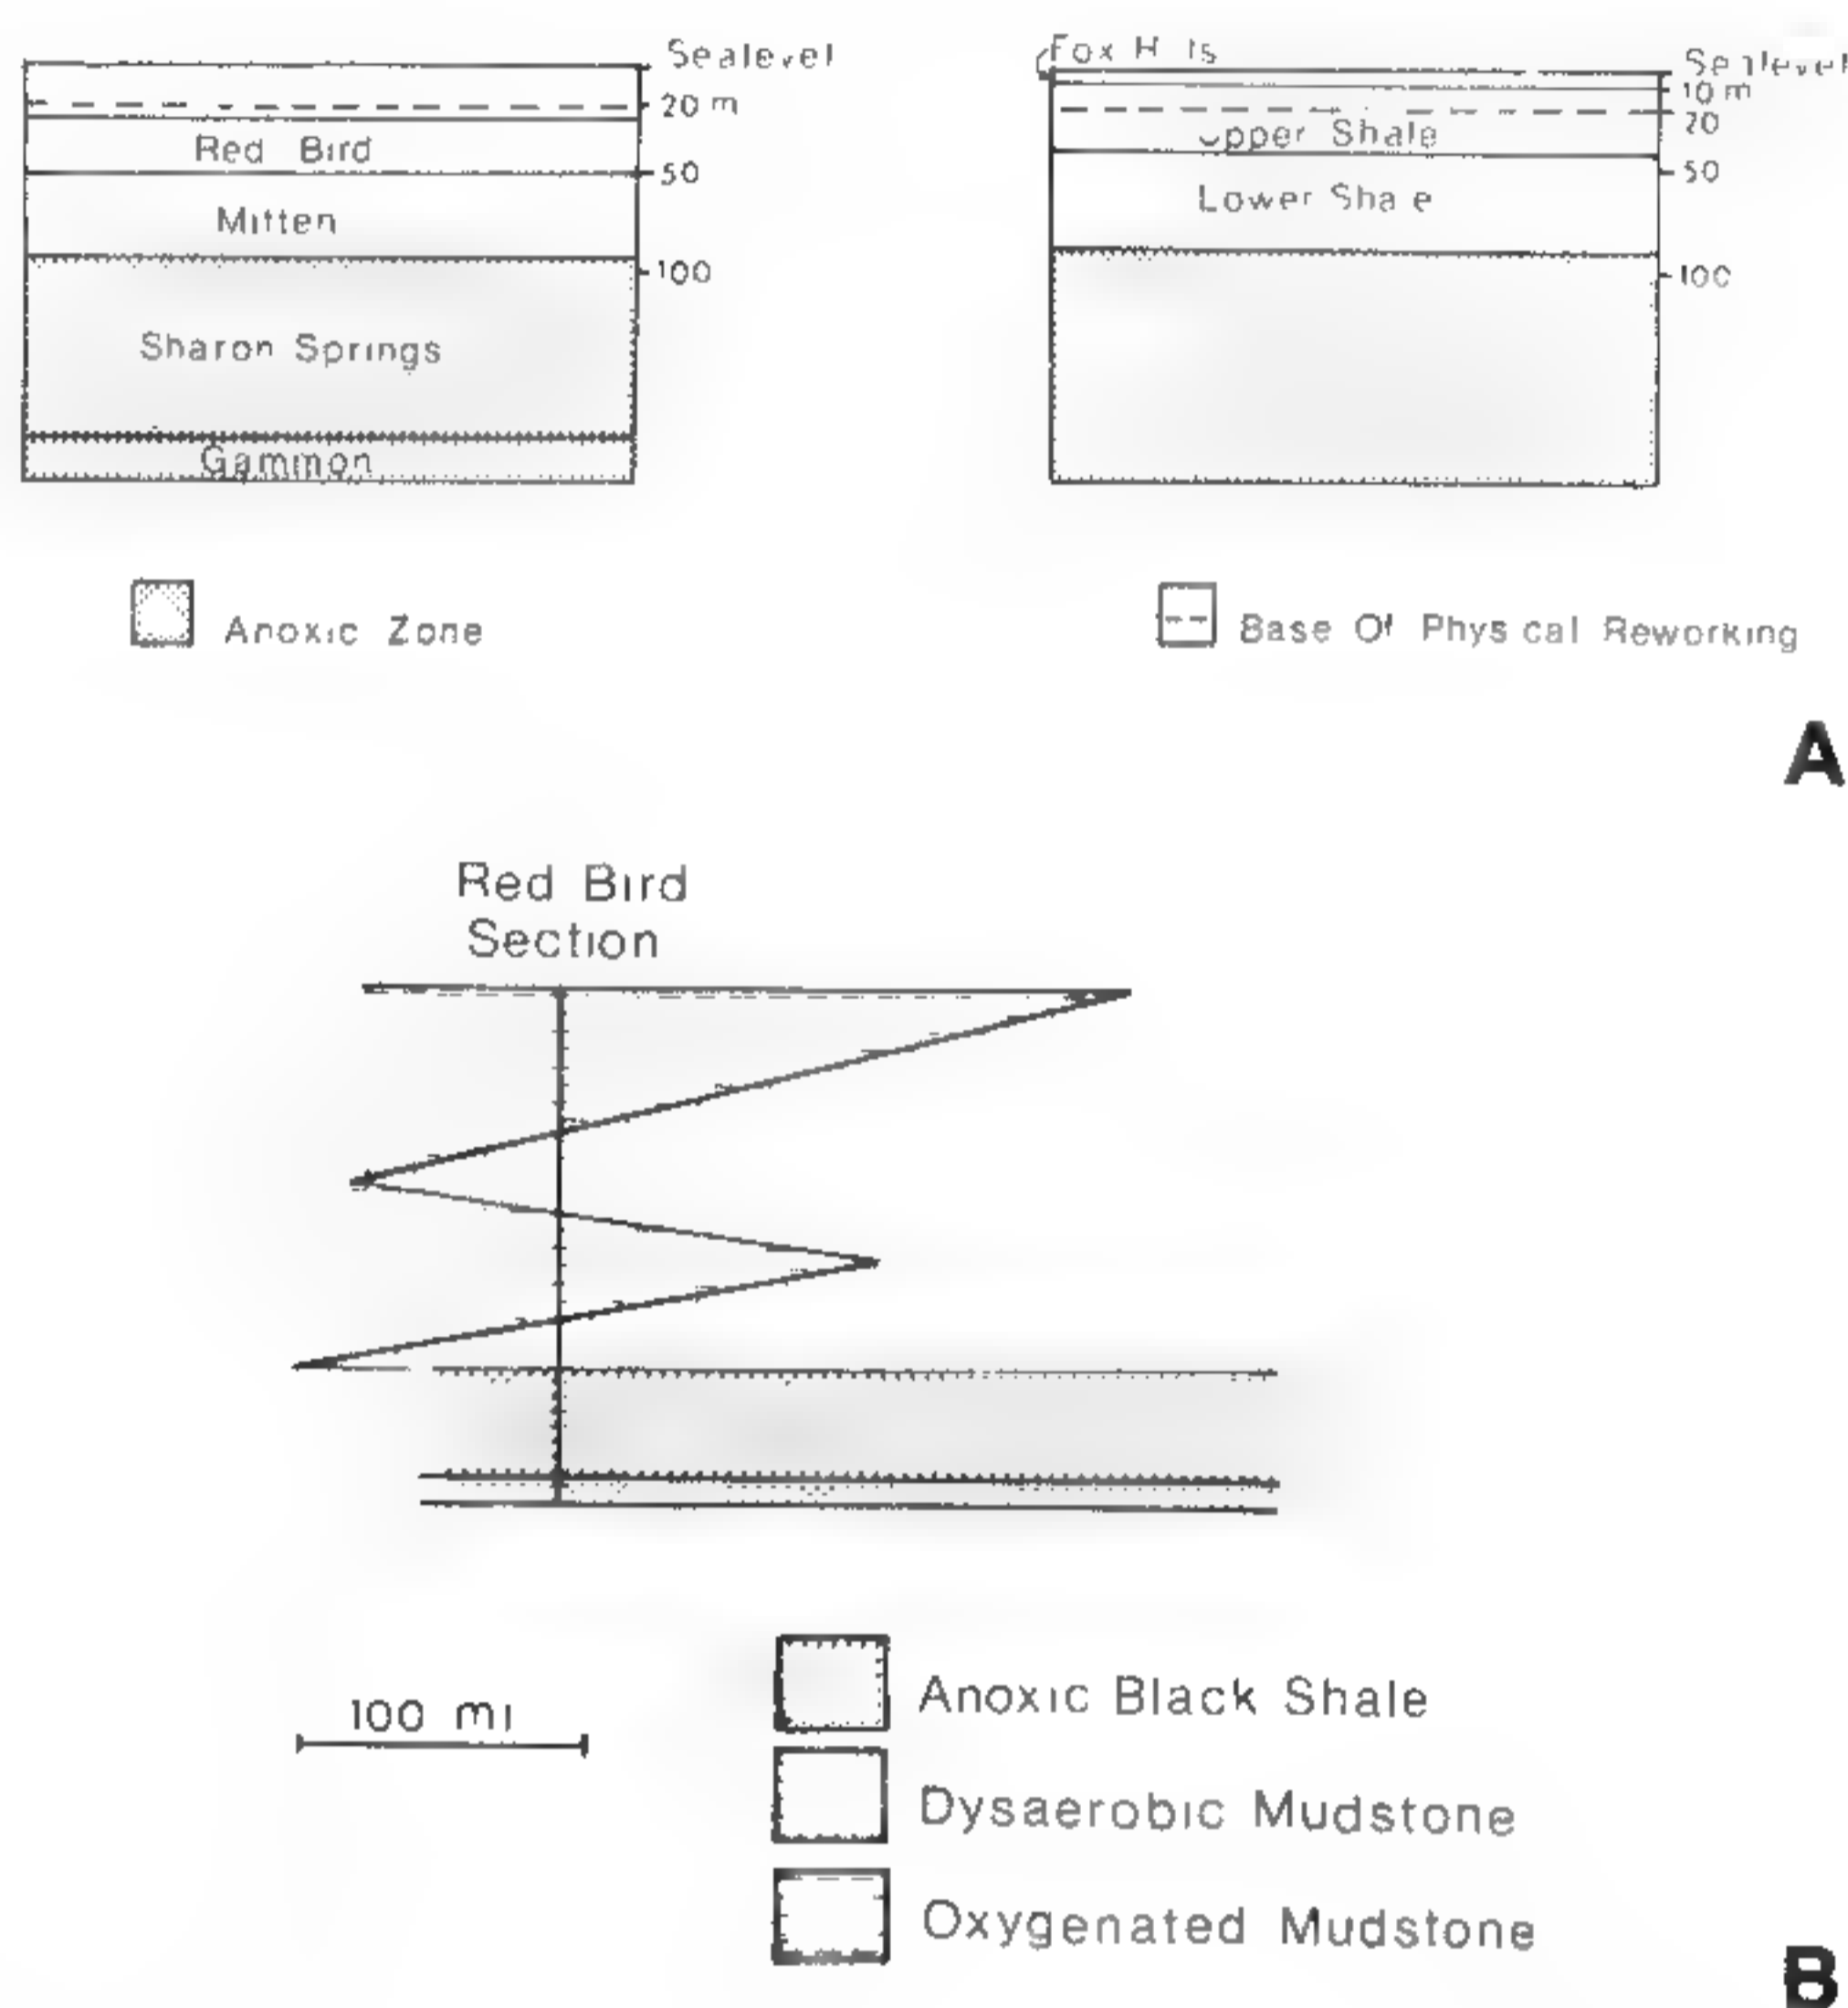 Sealevel
20 m
Red Bird
50
Mitten
100
Sharon Springs
Gammon
Fox Hills
Sealevel
10 m
20
Upper Shale
50
Lower Shale
100
Anoxic Zone
Base Of Physical Reworking
A
Red Bird
Section
100 mi
Anoxic Black Shale
Dysaerobic Mudstone
Oxygenated Mudstone
B